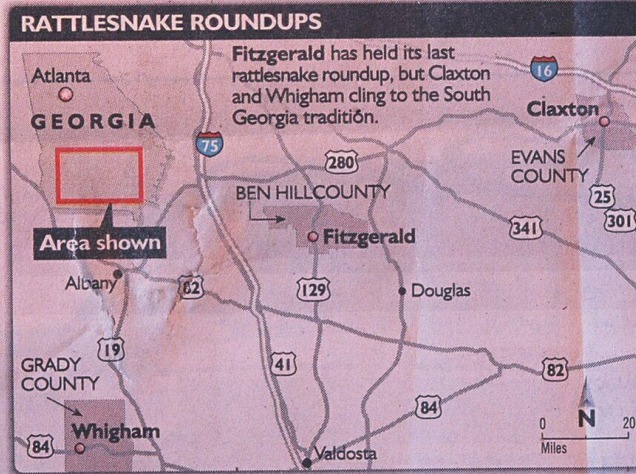 RATTLESNAKE ROUNDUPS
Fitzgerald has held its last
rattlesnake roundup, but Claxton
and Whigham cling to the South
Georgia tradition.
Atlanta
GEORGIA
Area shown
16
75
Claxton
EVANS
COUNTY
280
BEN HILL COUNTY
25
301
341
Fitzgerald
Albany
82
129
Douglas
19
41
GRADY
COUNTY
82
84
N
0 20
Miles
84
Whigham
Valdosta